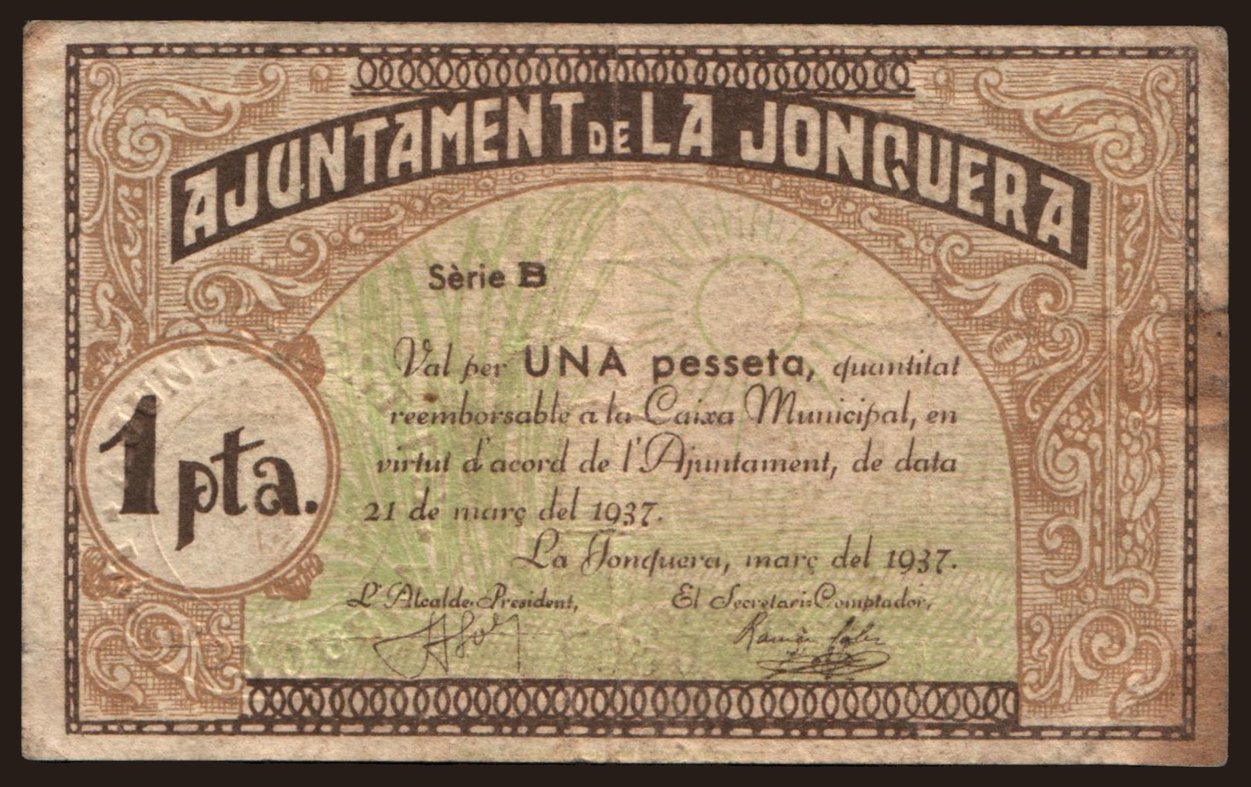 AJUNTAMENT DE LA JONQUERA
Sèrie B
Val per UNA pesseta, quantitat
reemborsable a la Caixa Municipal, en
virtut d'acord de l'Ajuntament, de data
21 de març del 1937.
La Jonquera, març del 1937.
1 pta.
L'Alcalde-President,
El Secretari-Comptador,